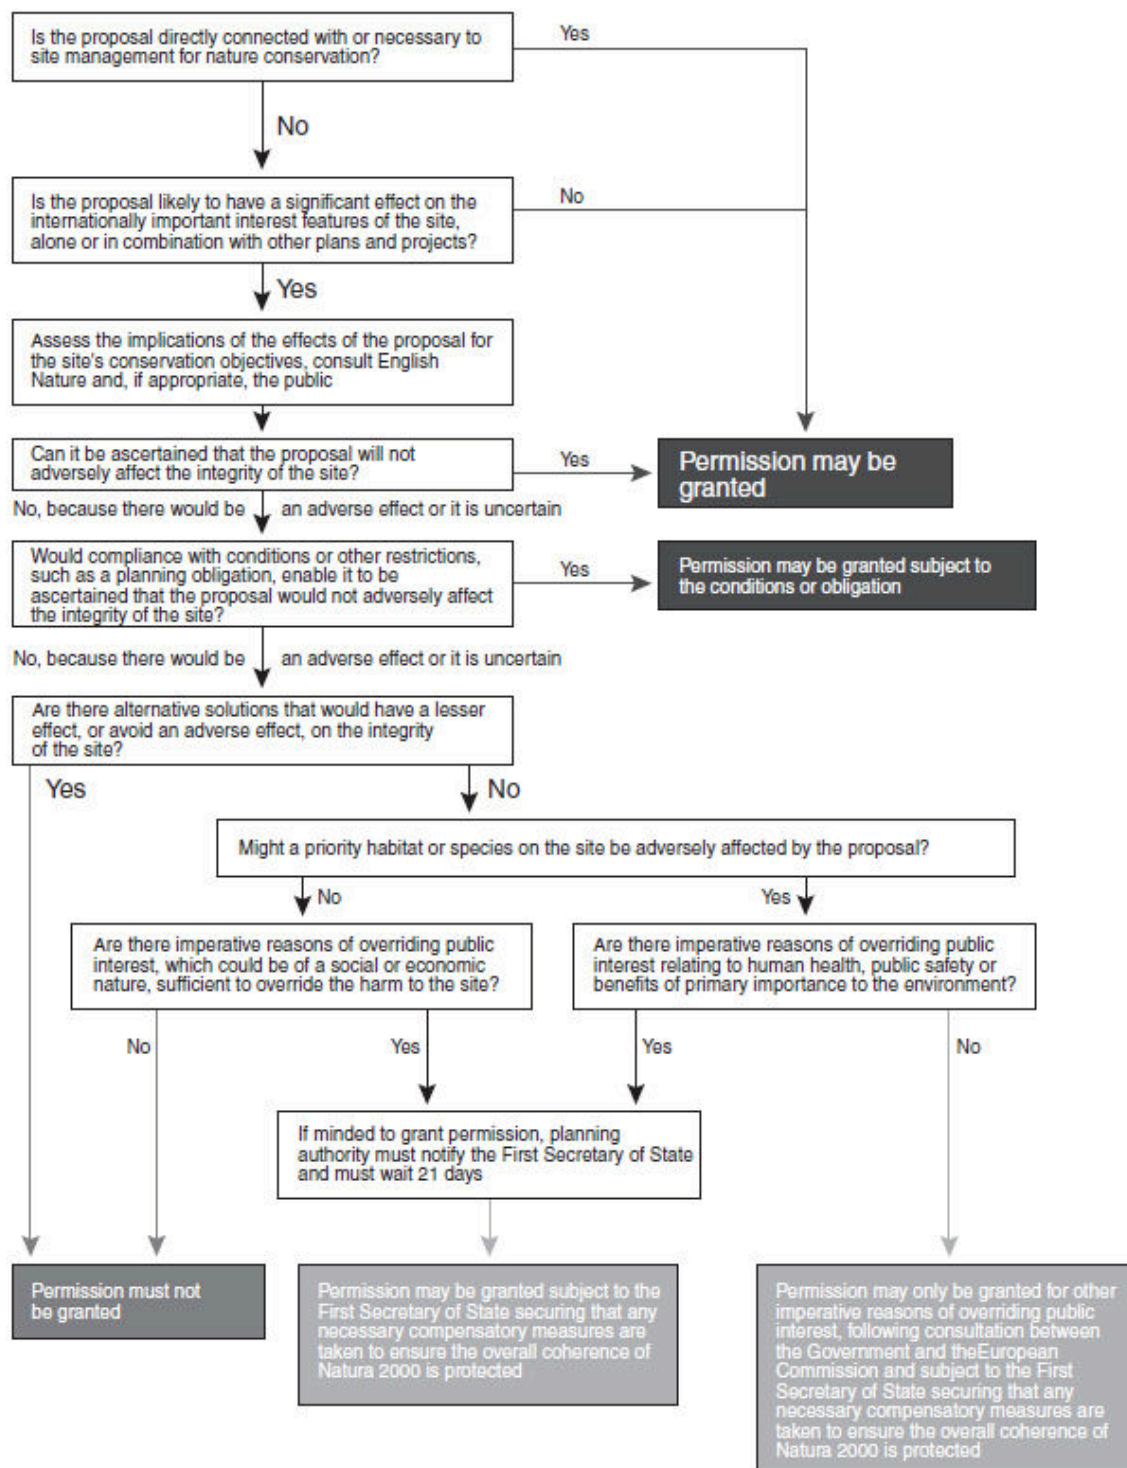 Is the proposal directly connected with or necessary to
site management for nature conservation?
Yes
No
Is the proposal likely to have a significant effect on the
internationally important interest features of the site,
alone or in combination with other plans and projects?
No
Yes
Assess the implications of the effects of the proposal for
the site's conservation objectives, consult English
Nature and, if appropriate, the public
Can it be ascertained that the proposal will not
adversely affect the integrity of the site?
Yes
Permission may be
granted
No, because there would be an adverse effect or it is uncertain
Would compliance with conditions or other restrictions,
such as a planning obligation, enable it to be
ascertained that the proposal would not adversely affect
the integrity of the site?
Yes
Permission may be granted subject to
the conditions or obligation
No, because there would be an adverse effect or it is uncertain
Are there alternative solutions that would have a lesser
effect, or avoid an adverse effect, on the integrity
of the site?
Yes
No
Might a priority habitat or species on the site be adversely affected by the proposal?
No
Yes
Are there imperative reasons of overriding public
interest, which could be of a social or economic
nature, sufficient to override the harm to the site?
Are there imperative reasons of overriding public
interest relating to human health, public safety or
benefits of primary importance to the environment?
No
Yes
Yes
No
If minded to grant permission, planning
authority must notify the First Secretary of State
and must wait 21 days
Permission must not
be granted
Permission may be granted subject to the
First Secretary of State securing that any
necessary compensatory measures are
taken to ensure the overall coherence of
Natura 2000 is protected
Permission may only be granted for other
imperative reasons of overriding public
interest, following consultation between
the Government and theEuropean
Commission and subject to the First
Secretary of State securing that any
necessary compensatory measures are
taken to ensure the overall coherence of
Natura 2000 is protected